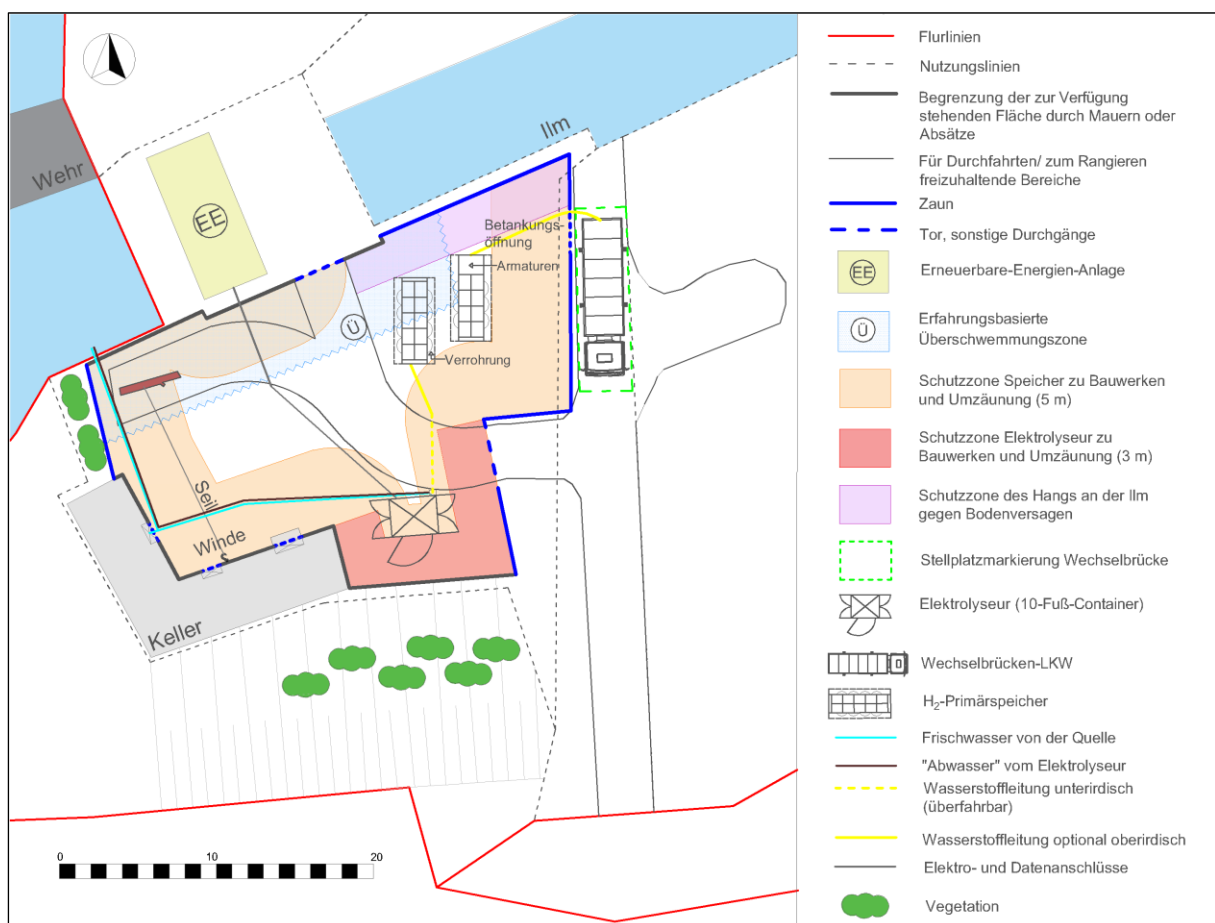 Wehr
EE
Ilm
Betankungs-
öffnung
Armaturen
Ü
Verrohrung
Seil
Winde
Keller
0 10 20
Flurlinien
Nutzungslinien
Begrenzung der zur Verfügung
stehenden Fläche durch Mauern oder
Absätze
Für Durchfahrten/ zum Rangieren
freizuhaltende Bereiche
Zaun
Tor, sonstige Durchgänge
EE
Erneuerbare-Energien-Anlage
Ü
Erfahrungsbasierte
Überschwemmungszone
Schutzzone Speicher zu Bauwerken
und Umzäunung (5 m)
Schutzzone Elektrolyseur zu
Bauwerken und Umzäunung (3 m)
Schutzzone des Hangs an der Ilm
gegen Bodenversagen
Stellplatzmarkierung Wechselbrücke
Elektrolyseur (10-Fuß-Container)
Wechselbrücken-LKW
H₂-Primärspeicher
Frischwasser von der Quelle
"Abwasser" vom Elektrolyseur
Wasserstoffleitung unterirdisch
(überfahrbar)
Wasserstoffleitung optional oberirdisch
Elektro- und Datenanschlüsse
Vegetation